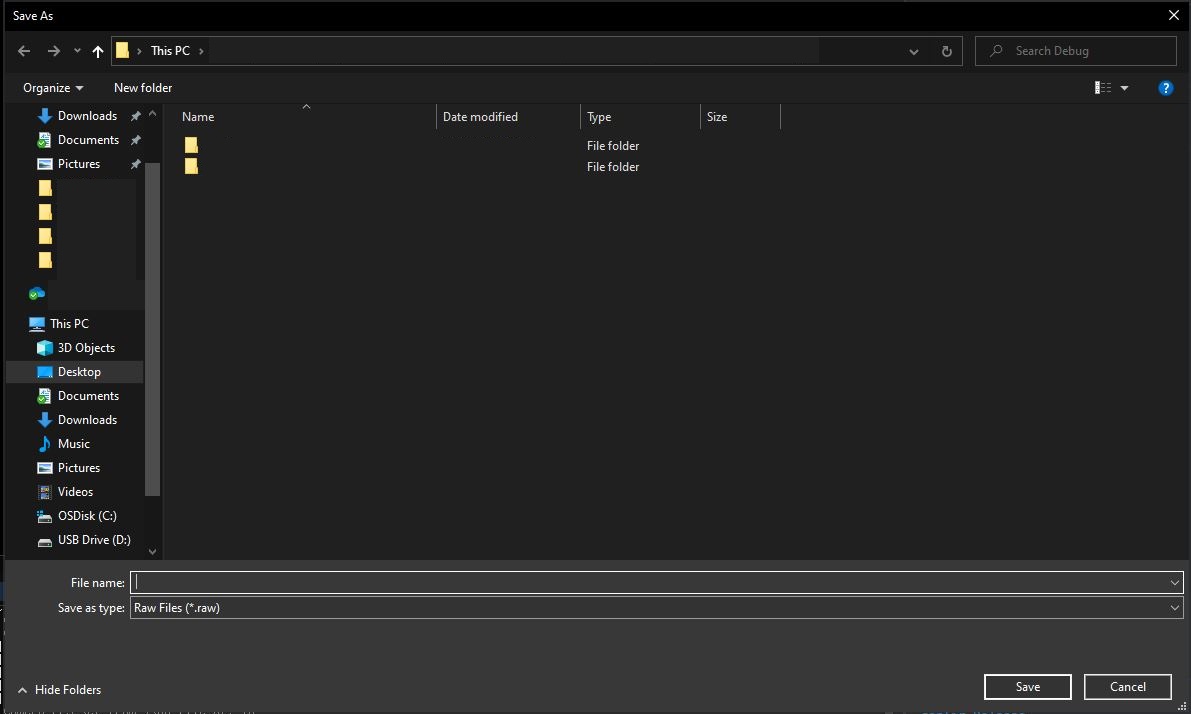 Save As
This PC
Search Debug
Organize
New folder
Name
Date modified
Type
Size
Downloads
Documents
Pictures
File folder
File folder
This PC
3D Objects
Desktop
Documents
Downloads
Music
Pictures
Videos
OSDisk (C:)
USB Drive (D:)
File name:
Save as type: Raw Files (*.raw)
Hide Folders
Save
Cancel